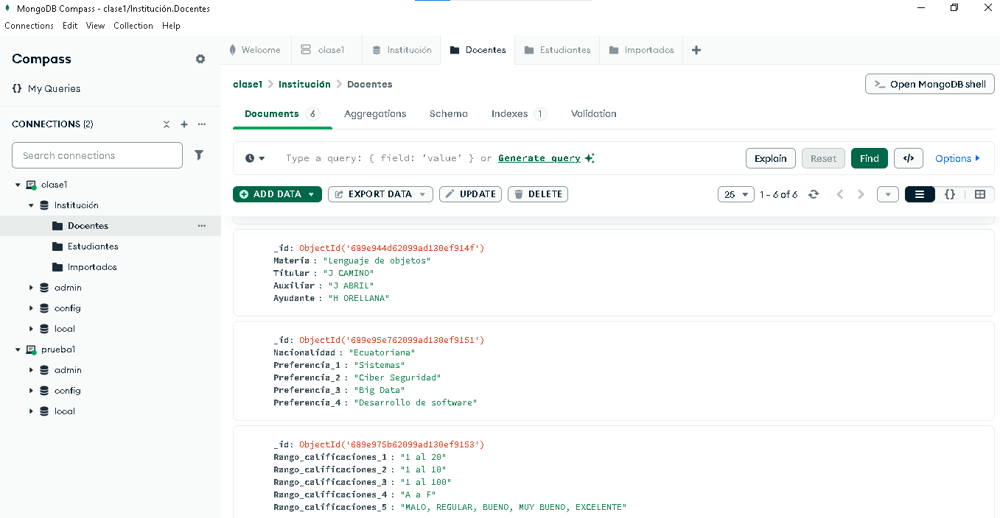 MongoDB Compass - clase1/Institución.Docentes
Connections Edit View Collection Help
Compass
{} My Queries
CONNECTIONS (2)
Search connections
clase1
Institución
Docentes
Estudiantes
Importados
admin
config
local
prueba1
admin
config
local
Welcome clase1 Institución Docentes Estudiantes Importados
clase1 > Institución > Docentes
>_ Open MongoDB shell
Documents 6 Aggregations Schema Indexes 1 Validation
Type a query: { field: 'value' } or Generate query
Explain Reset Find </> Options
ADD DATA EXPORT DATA UPDATE DELETE
25 1 - 6 of 6 {}
_id: ObjectId('689e944d62099ad130ef914f')
Materia : "Lenguaje de objetos"
Titular : "J CAMINO"
Auxiliar : "J ABRIL"
Ayudante : "H ORELLANA"
_id: ObjectId('689e95e762099ad130ef9151')
Nacionalidad : "Ecuatoriana"
Preferencia_1 : "Sistemas"
Preferencia_2 : "Ciber Seguridad"
Preferencia_3 : "Big Data"
Preferencia_4 : "Desarrollo de software"
_id: ObjectId('689e975b62099ad130ef9153')
Rango_calificaciones_1 : "1 al 20"
Rango_calificaciones_2 : "1 al 10"
Rango_calificaciones_3 : "1 al 100"
Rango_calificaciones_4 : "A a F"
Rango_calificaciones_5 : "MALO, REGULAR, BUENO, MUY BUENO, EXCELENTE"